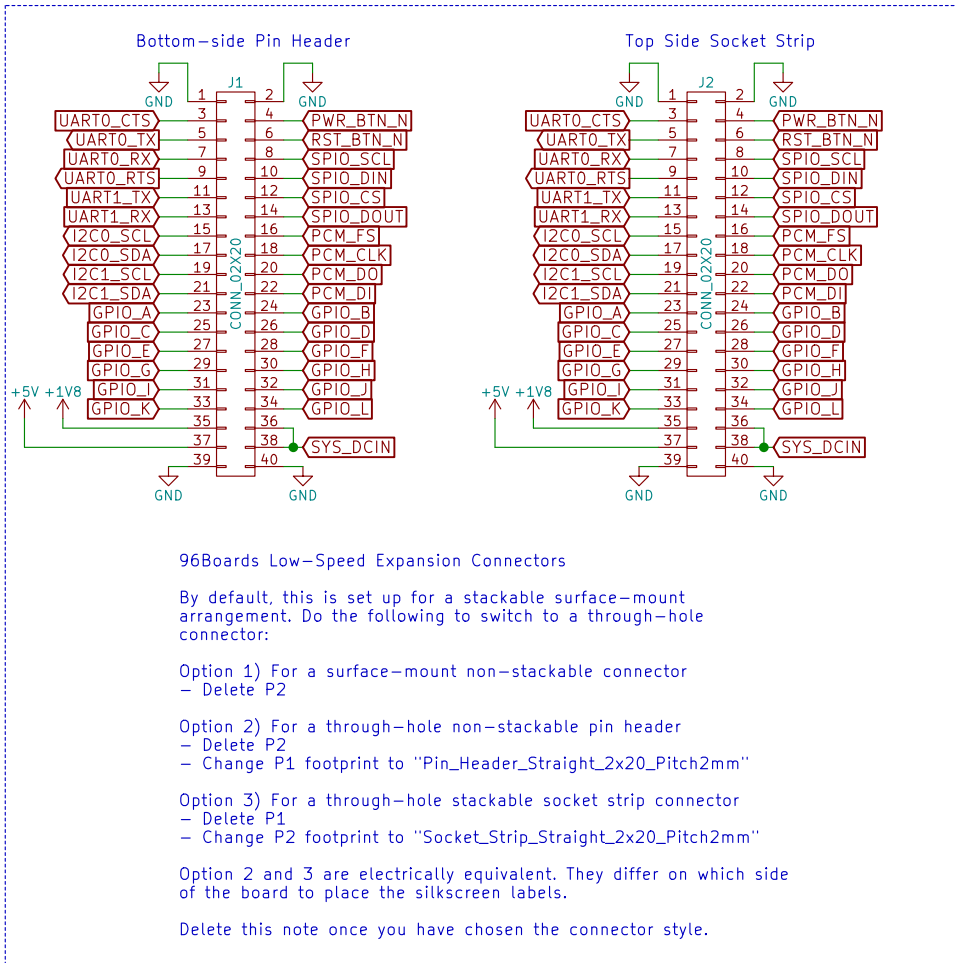 Bottom-side Pin Header
Top Side Socket Strip
J1
GND
GND
1 2
UART0_CTS 3 4 PWR_BTN_N
UART0_TX 5 6 RST_BTN_N
UART0_RX 7 8 SPI0_SCL
UART0_RTS 9 10 SPI0_DIN
UART1_TX 11 12 SPI0_CS
UART1_RX 13 14 SPI0_DOUT
I2C0_SCL 15 16 PCM_FS
I2C0_SDA 17 18 PCM_CLK
I2C1_SCL 19 20 PCM_DO
I2C1_SDA 21 22 PCM_DI
GPIO_A 23 24 GPIO_B
GPIO_C 25 26 GPIO_D
GPIO_E 27 28 GPIO_F
GPIO_G 29 30 GPIO_H
GPIO_I 31 32 GPIO_J
+5V +1V8
GPIO_K 33 34 GPIO_L
35 36
37 38 SYS_DCIN
39 40
GND
GND
CONN_02X20
J2
GND
GND
1 2
UART0_CTS 3 4 PWR_BTN_N
UART0_TX 5 6 RST_BTN_N
UART0_RX 7 8 SPI0_SCL
UART0_RTS 9 10 SPI0_DIN
UART1_TX 11 12 SPI0_CS
UART1_RX 13 14 SPI0_DOUT
I2C0_SCL 15 16 PCM_FS
I2C0_SDA 17 18 PCM_CLK
I2C1_SCL 19 20 PCM_DO
I2C1_SDA 21 22 PCM_DI
GPIO_A 23 24 GPIO_B
GPIO_C 25 26 GPIO_D
GPIO_E 27 28 GPIO_F
GPIO_G 29 30 GPIO_H
GPIO_I 31 32 GPIO_J
+5V +1V8
GPIO_K 33 34 GPIO_L
35 36
37 38 SYS_DCIN
39 40
GND
GND
CONN_02X20
96Boards Low-Speed Expansion Connectors
By default, this is set up for a stackable surface-mount
arrangement. Do the following to switch to a through-hole
connector:
Option 1) For a surface-mount non-stackable connector
- Delete P2
Option 2) For a through-hole non-stackable pin header
- Delete P2
- Change P1 footprint to "Pin_Header_Straight_2x20_Pitch2mm"
Option 3) For a through-hole stackable socket strip connector
- Delete P1
- Change P2 footprint to "Socket_Strip_Straight_2x20_Pitch2mm"
Option 2 and 3 are electrically equivalent. They differ on which side
of the board to place the silkscreen labels.
Delete this note once you have chosen the connector style.